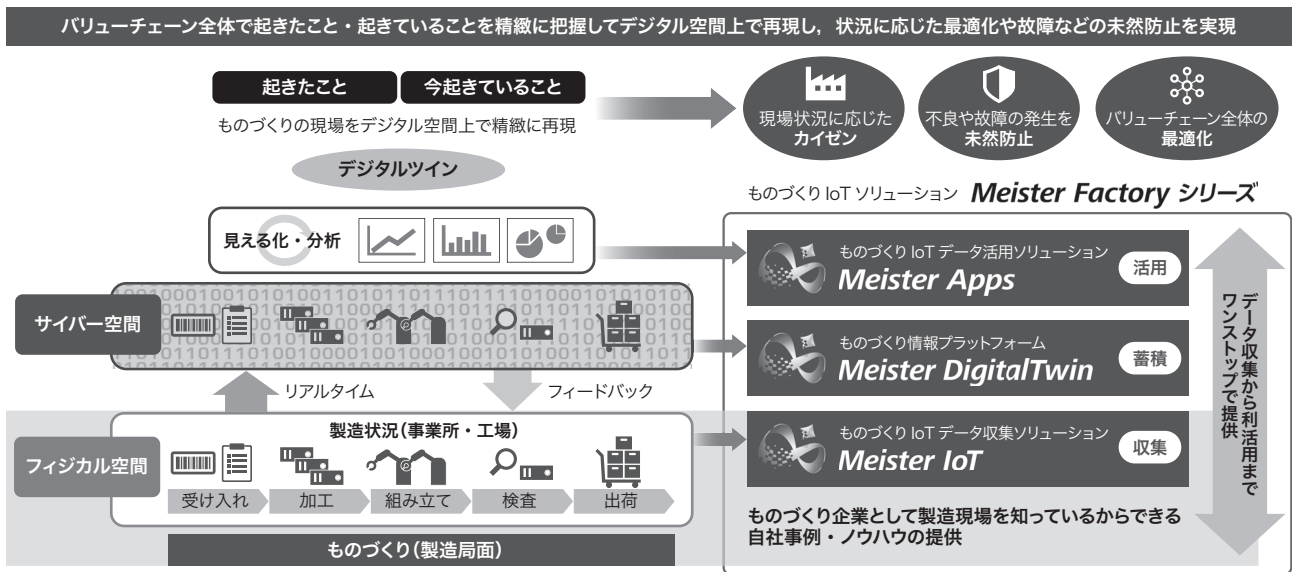 バリューチェーン全体で起きたこと・起きていることを精緻に把握してデジタル空間上で再現し，状況に応じた最適化や故障などの未然防止を実現
起きたこと
今起きていること
ものづくりの現場をデジタル空間上で精緻に再現
デジタルツイン
現場状況に応じた
カイゼン
不良や故障の発生を
未然防止
バリューチェーン全体の
最適化
ものづくり IoT ソリューション Meister Factory シリーズ
見える化・分析
ものづくり IoT データ活用ソリューション
Meister Apps
活用
サイバー空間
ものづくり情報プラットフォーム
Meister DigitalTwin
蓄積
リアルタイム
フィードバック
フィジカル空間
製造状況（事業所・工場）
受け入れ
加工
組み立て
検査
出荷
ものづくり IoT データ収集ソリューション
Meister IoT
収集
データ収集から利活用まで
ワンストップで提供
ものづくり企業として製造現場を知っているからできる
自社事例・ノウハウの提供
ものづくり（製造局面）